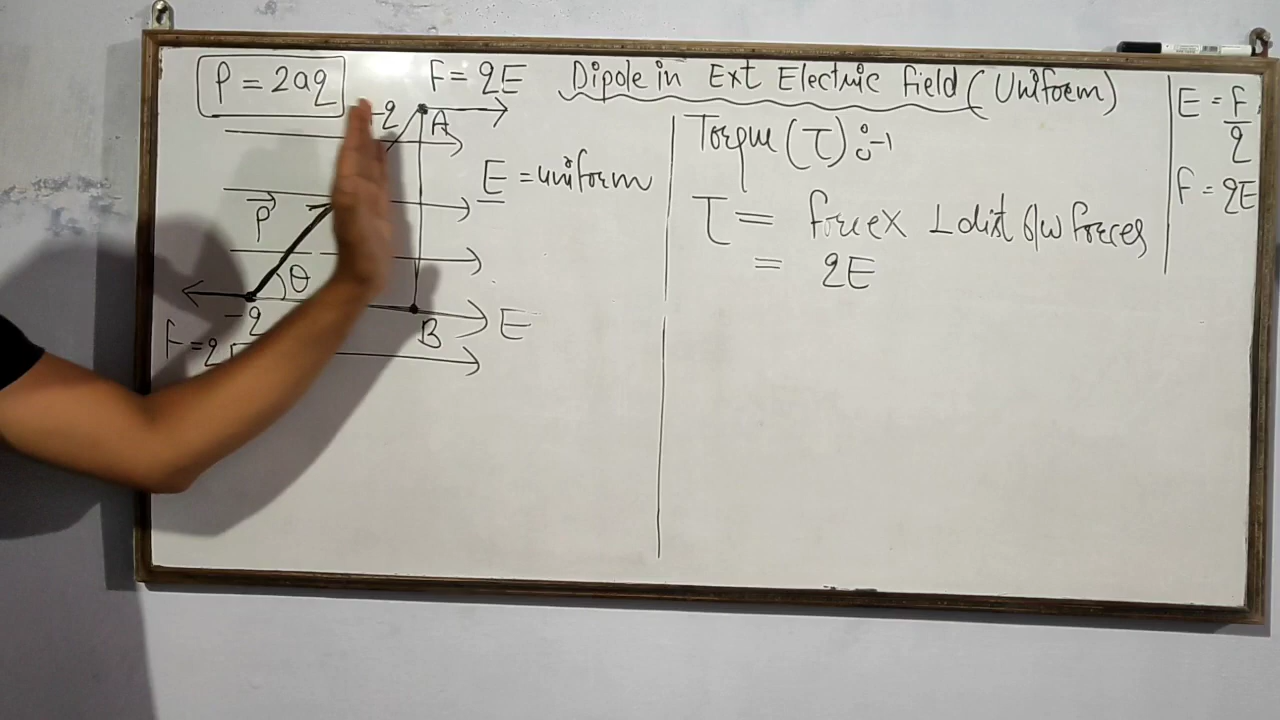 P = 2aq
F = qE
Dipole in Ext Electric field (Uniform)
E = F/q
F = qE
+q
A
E = uniform
P
θ
-q
B
E
F = q
Torque (τ) :-
τ = force x ⊥ dist b/w forces
= qE